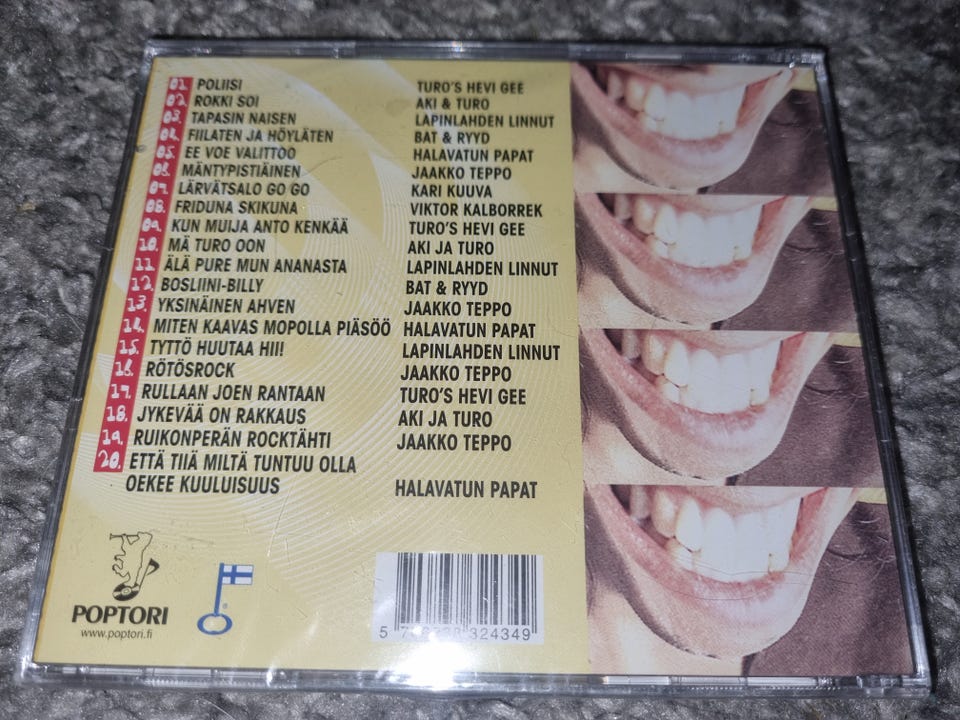 01. POLIISI TURO'S HEVI GEE
02. ROKKI SOI AKI & TURO
03. TAPASIN NAISEN LAPINLAHDEN LINNUT
04. FIILATEN JA HÖYLÄTEN BAT & RYYD
05. EE VOE VALITTOO HALAVATUN PAPAT
06. MÄNTYPISTIÄINEN JAAKKO TEPPO
07. LÄRVÄTSALO GO GO KARI KUUVA
08. FRIDUNA SKIKUNA VIKTOR KALBORREK
09. KUN MUIJA ANTO KENKÄÄ TURO'S HEVI GEE
10. MÄ TURO OON AKI JA TURO
11. ÄLÄ PURE MUN ANANASTA LAPINLAHDEN LINNUT
12. BOSLIINI-BILLY BAT & RYYD
13. YKSINÄINEN AHVEN JAAKKO TEPPO
14. MITEN KAAVAS MOPOLLA PIÄSÖÖ HALAVATUN PAPAT
15. TYTTÖ HUUTAA HII! LAPINLAHDEN LINNUT
16. RÖTÖSROCK JAAKKO TEPPO
17. RULLAAN JOEN RANTAAN TURO'S HEVI GEE
18. JYKEVÄÄ ON RAKKAUS AKI JA TURO
19. RUIKONPERÄN ROCKTÄHTI JAAKKO TEPPO
20. ETTÄ TIIÄ MILTÄ TUNTUU OLLA
OEKEE KUULUISUUS HALAVATUN PAPAT
POPTORI
www.poptori.fi
324349